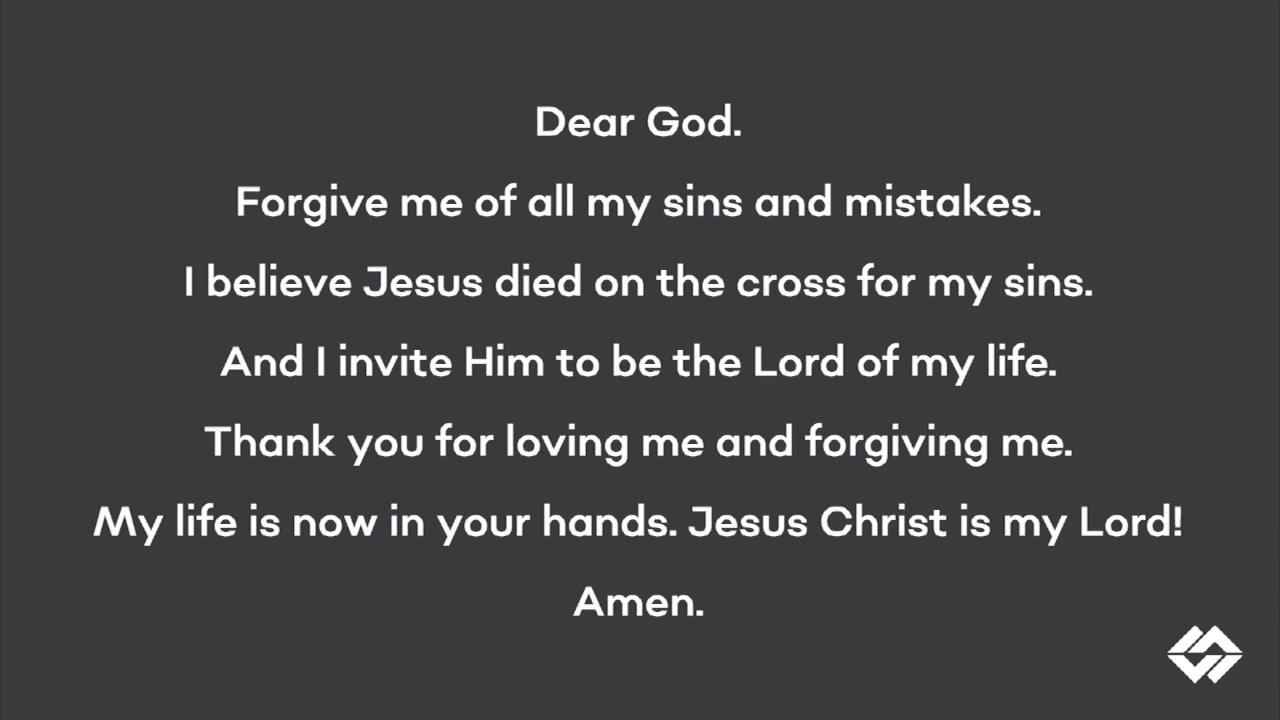 Dear God.
Forgive me of all my sins and mistakes.
I believe Jesus died on the cross for my sins.
And I invite Him to be the Lord of my life.
Thank you for loving me and forgiving me.
My life is now in your hands. Jesus Christ is my Lord!
Amen.